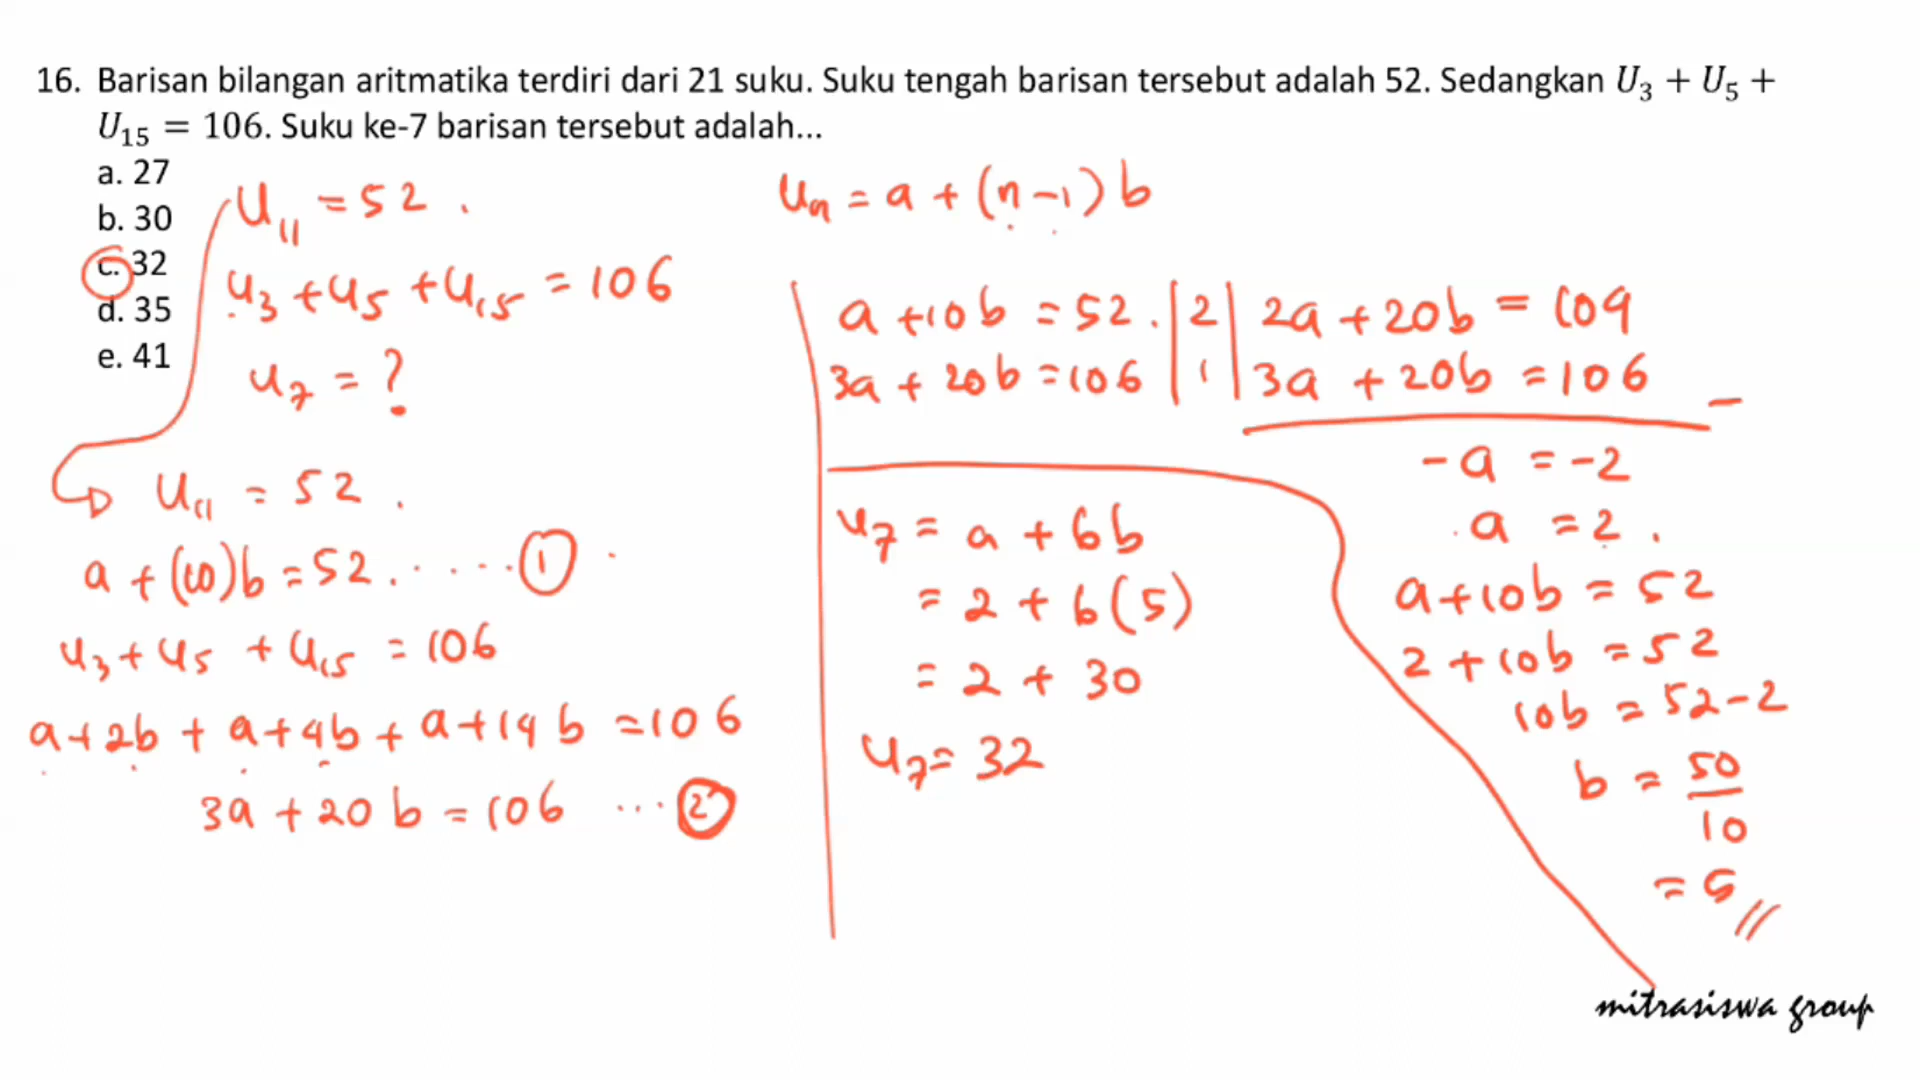 16. Barisan bilangan aritmatika terdiri dari 21 suku. Suku tengah barisan tersebut adalah 52. Sedangkan U₃ + U₅ +
U₁₅ = 106. Suku ke-7 barisan tersebut adalah...
a. 27
b. 30
c. 32
d. 35
e. 41
U₁₁ = 52.
U₃ + U₅ + U₁₅ = 106
U₇ = ?
U₁₁ = 52.
a + (10)b = 52. ..... ①
U₃ + U₅ + U₁₅ = 106
a+2b + a+4b + a+14b = 106
3a + 20b = 106 ... ②
Uₙ = a + (n-1) b
a + 10b = 52. | 2 | 2a + 20b = 104
3a + 20b = 106 | 1 | 3a + 20b = 106 –
-a = -2
a = 2.
a + 10b = 52
2 + 10b = 52
10b = 52-2
b = 50/10
= 5 //
U₇ = a + 6b
= 2 + 6(5)
= 2 + 30
U₇ = 32
mitrasiswa group